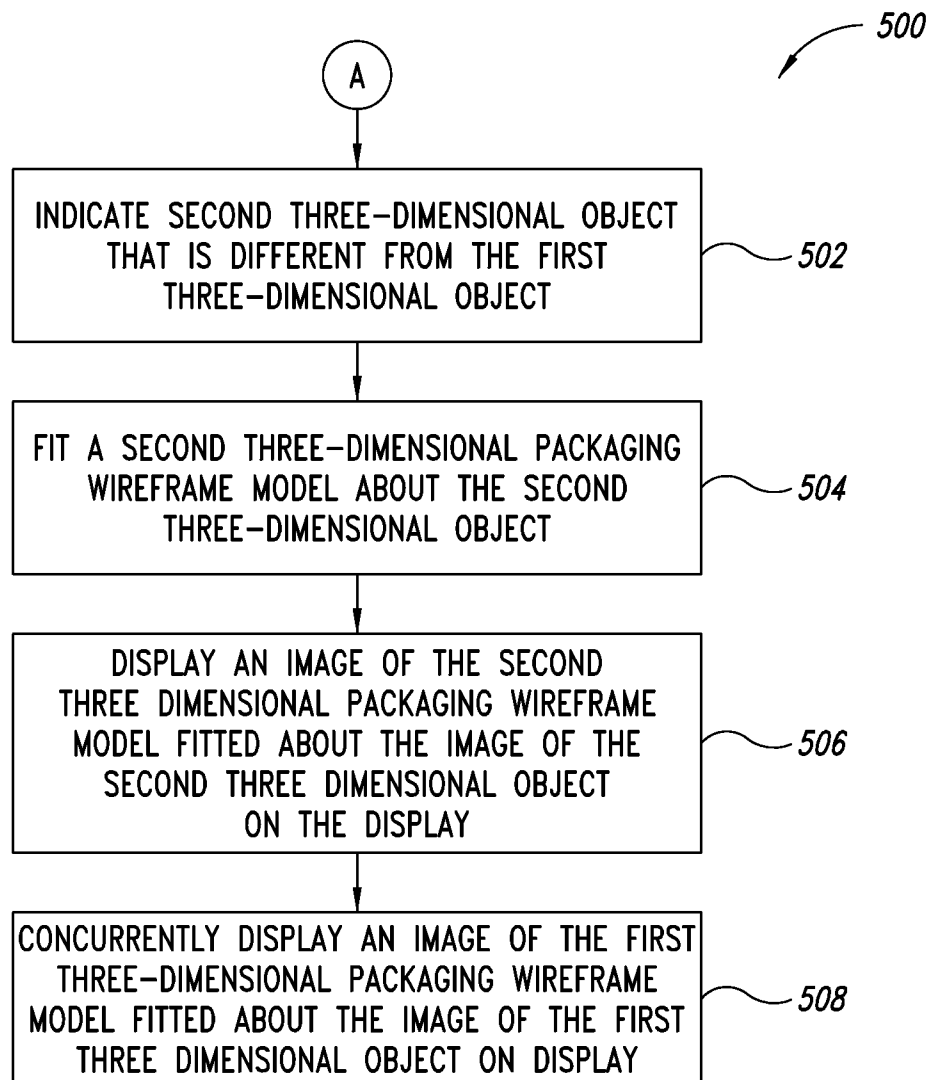 500
A
INDICATE SECOND THREE-DIMENSIONAL OBJECT
THAT IS DIFFERENT FROM THE FIRST
THREE-DIMENSIONAL OBJECT
502
FIT A SECOND THREE-DIMENSIONAL PACKAGING
WIREFRAME MODEL ABOUT THE SECOND
THREE-DIMENSIONAL OBJECT
504
DISPLAY AN IMAGE OF THE SECOND
THREE DIMENSIONAL PACKAGING WIREFRAME
MODEL FITTED ABOUT THE IMAGE OF THE
SECOND THREE DIMENSIONAL OBJECT
ON THE DISPLAY
506
CONCURRENTLY DISPLAY AN IMAGE OF THE FIRST
THREE-DIMENSIONAL PACKAGING WIREFRAME
MODEL FITTED ABOUT THE IMAGE OF THE FIRST
THREE DIMENSIONAL OBJECT ON DISPLAY
508